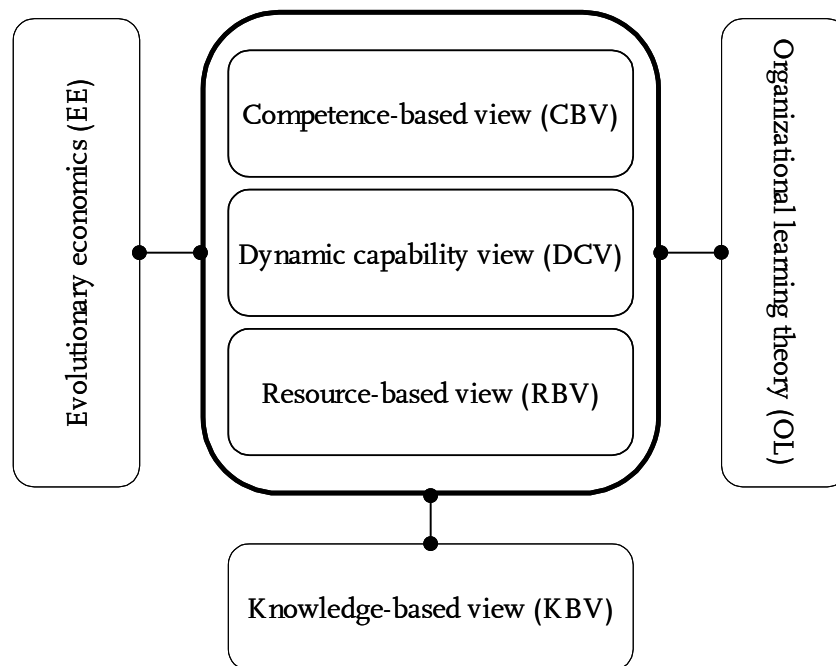 Evolutionary economics (EE)
Competence-based view (CBV)
Dynamic capability view (DCV)
Resource-based view (RBV)
Organizational learning theory (OL)
Knowledge-based view (KBV)